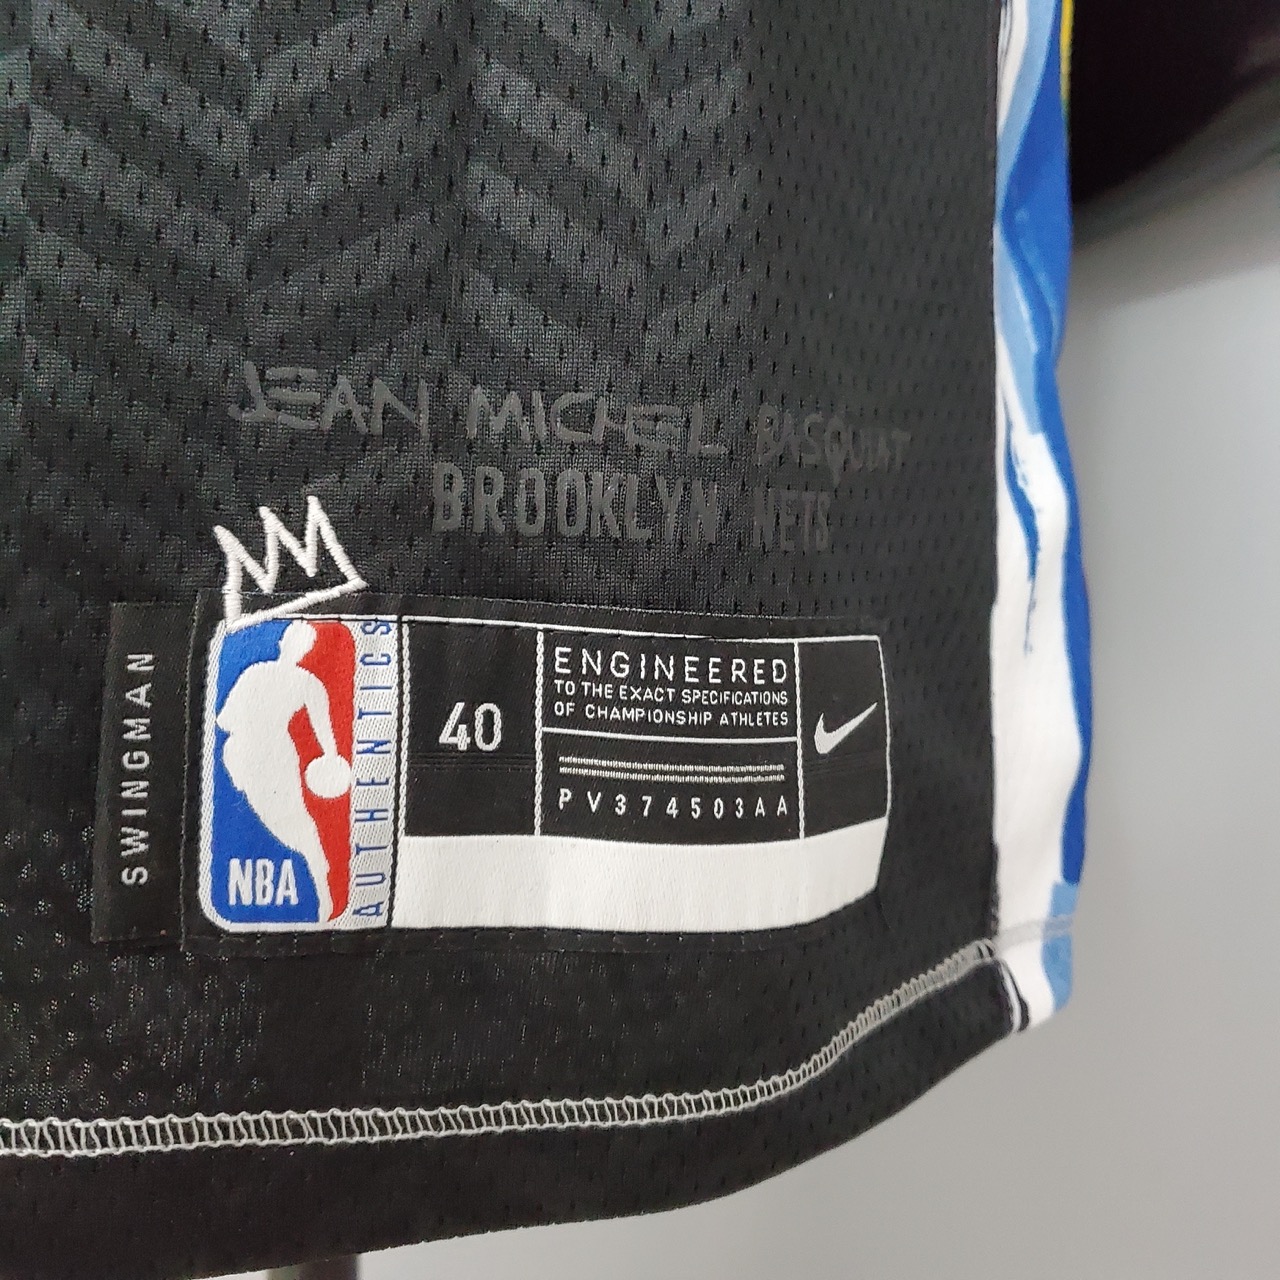 JEAN MICHEL BASQUIAT
BROOKLYN NETS
SWINGMAN
NBA
AUTHENTICS
40
ENGINEERED
TO THE EXACT SPECIFICATIONS
OF CHAMPIONSHIP ATHLETES
PV374503AA